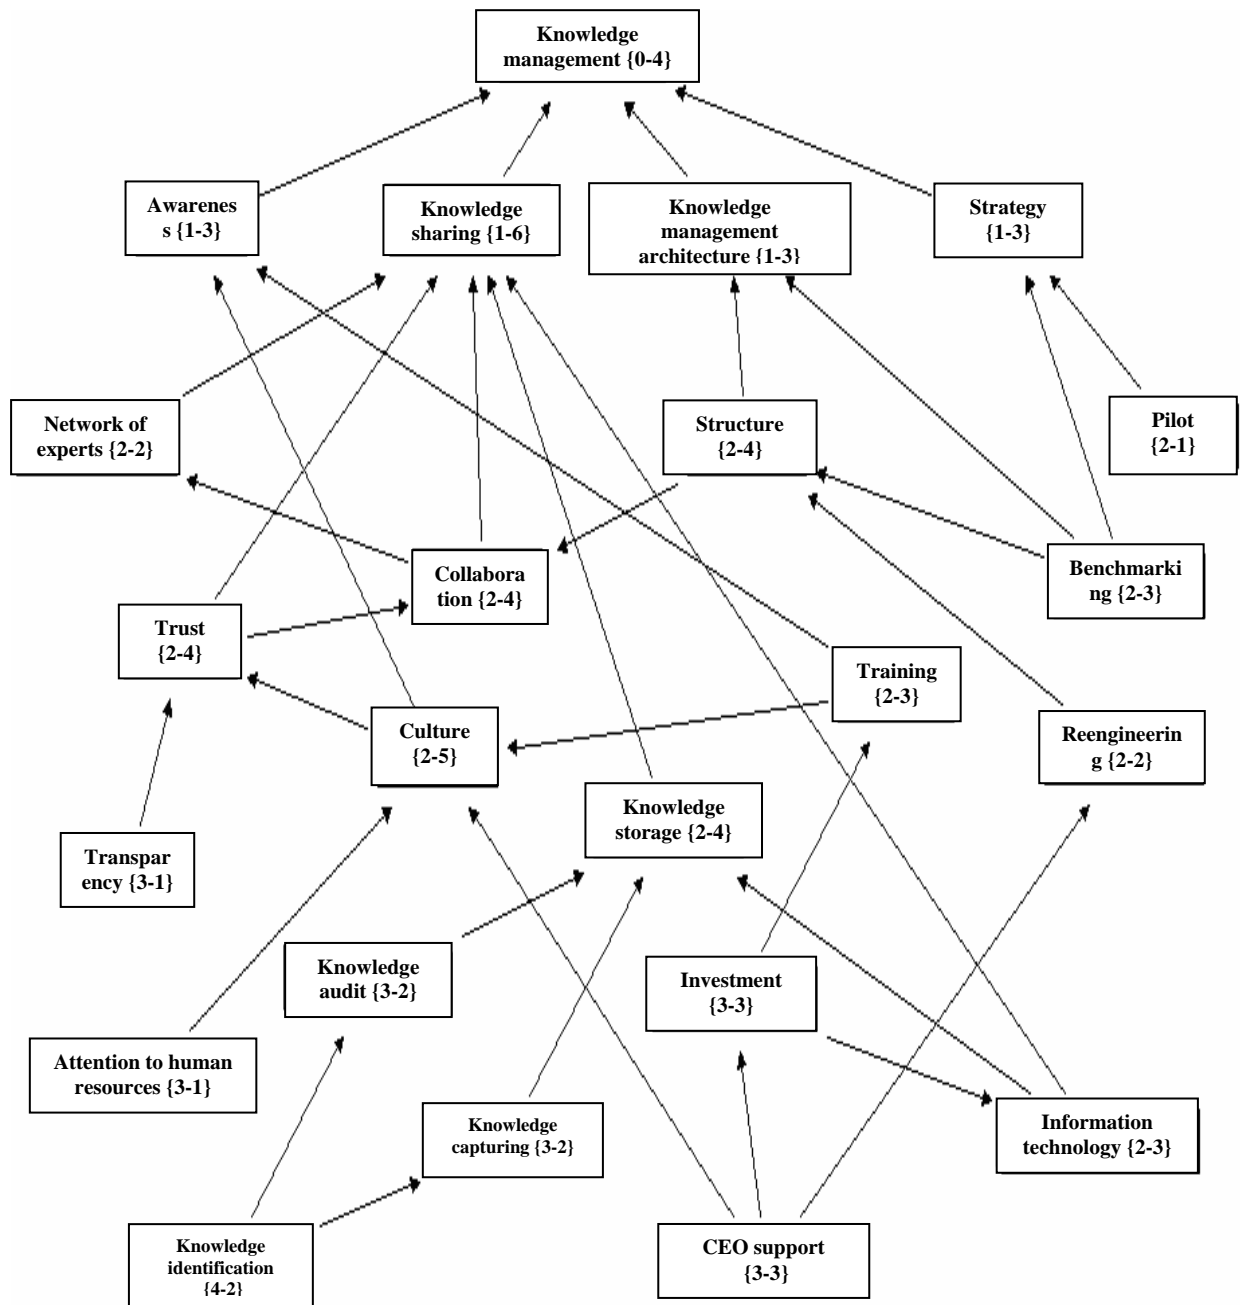 Knowledge
management {0-4}
Awarenes
s {1-3}
Knowledge
sharing {1-6}
Knowledge
management
architecture {1-3}
Strategy
{1-3}
Network of
experts {2-2}
Structure
{2-4}
Pilot
{2-1}
Collabora
tion {2-4}
Benchmarki
ng {2-3}
Trust
{2-4}
Training
{2-3}
Culture
{2-5}
Reengineerin
g {2-2}
Knowledge
storage {2-4}
Transpar
ency {3-1}
Knowledge
audit {3-2}
Investment
{3-3}
Attention to human
resources {3-1}
Knowledge
capturing {3-2}
Information
technology {2-3}
Knowledge
identification
{4-2}
CEO support
{3-3}